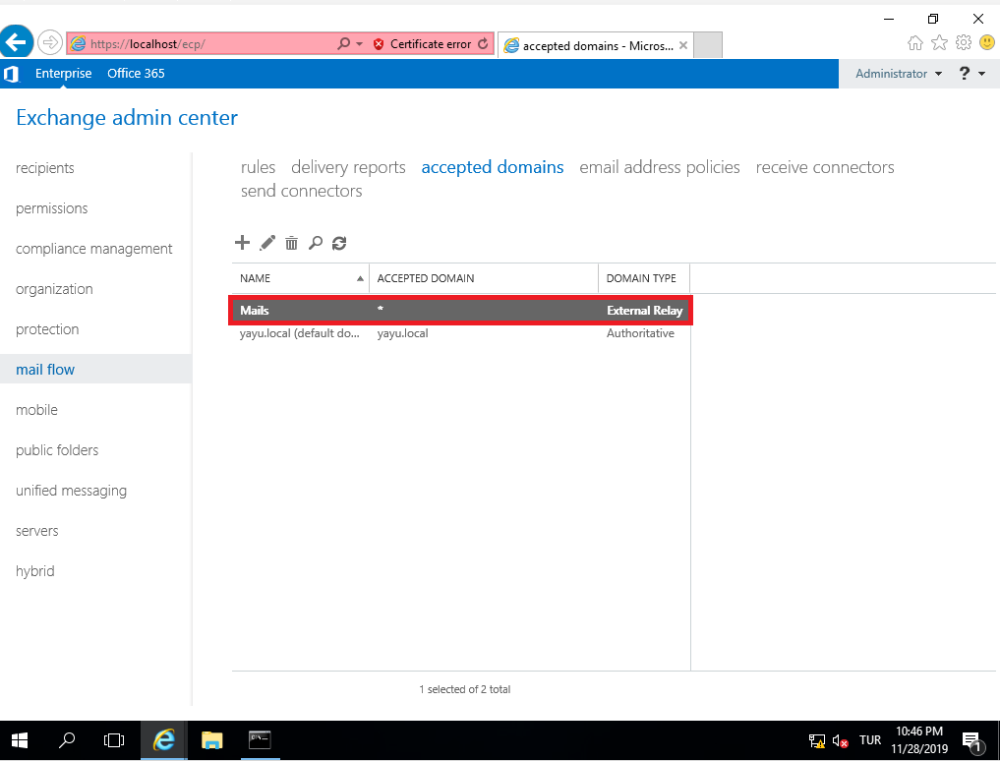 https://localhost/ecp/ Certificate error accepted domains - Micros...
Enterprise Office 365 Administrator ?
Exchange admin center
recipients
permissions
compliance management
organization
protection
mail flow
mobile
public folders
unified messaging
servers
hybrid
rules delivery reports accepted domains email address policies receive connectors
send connectors
NAME ACCEPTED DOMAIN DOMAIN TYPE
Mails * External Relay
yayu.local (default do... yayu.local Authoritative
1 selected of 2 total
TUR
10:46 PM
11/28/2019
1